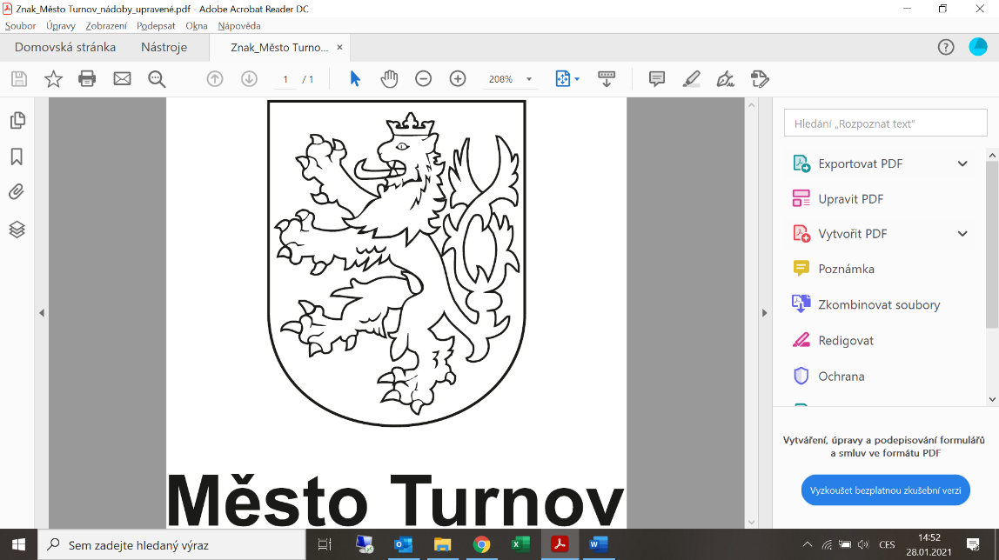 Znak_Město Turnov_nádoby_upravené.pdf - Adobe Acrobat Reader DC
Soubor Úpravy Zobrazení Podepsat Okna Nápověda
Domovská stránka Nástroje Znak_Město Turno... ×
1 / 1 208%
Hledání „Rozpoznat text"
Exportovat PDF
Upravit PDF
Vytvořit PDF
Poznámka
Zkombinovat soubory
Redigovat
Ochrana
Vytváření, úpravy a podepisování formulářů
a smluv ve formátu PDF
Vyzkoušet bezplatnou zkušební verzi
Město Turnov
Sem zadejte hledaný výraz
CES
14:52
28.01.2021